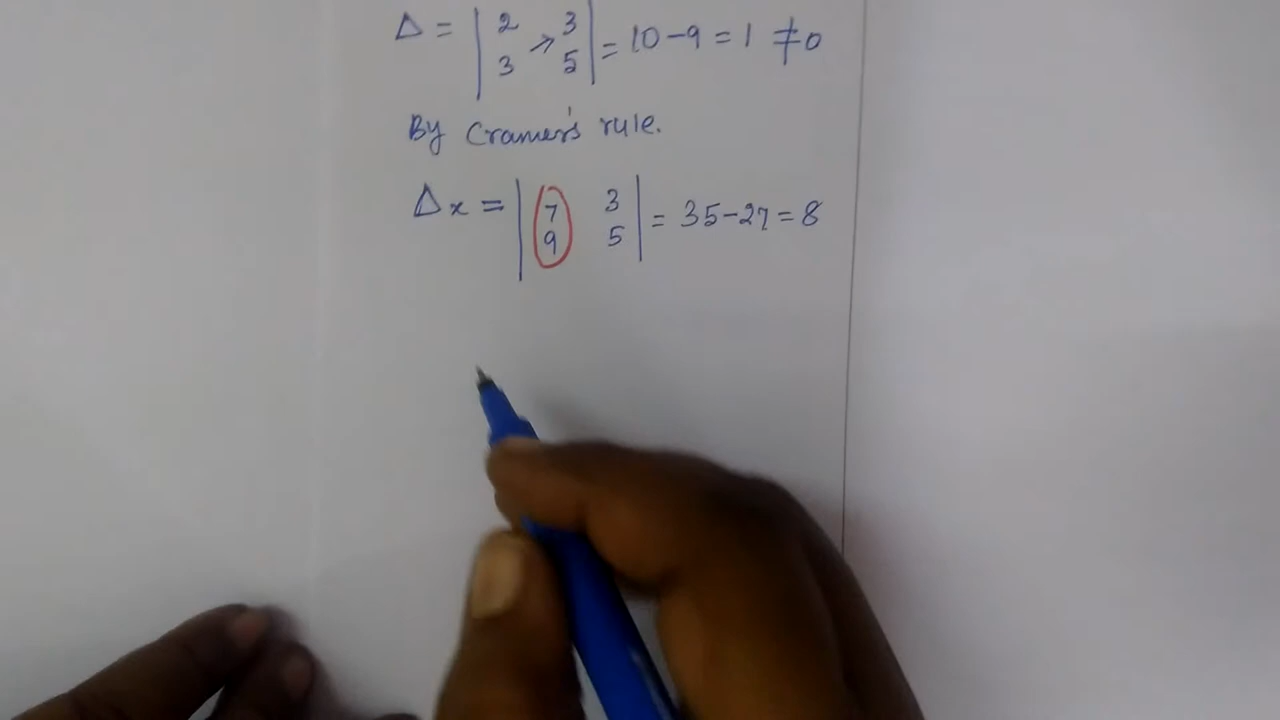 Δ = | 2 → 3 | = 10 - 9 = 1 ≠ 0
| 3 5 |
By Cramer's rule.
Δx = | 7 3 | = 35 - 27 = 8
| 9 5 |